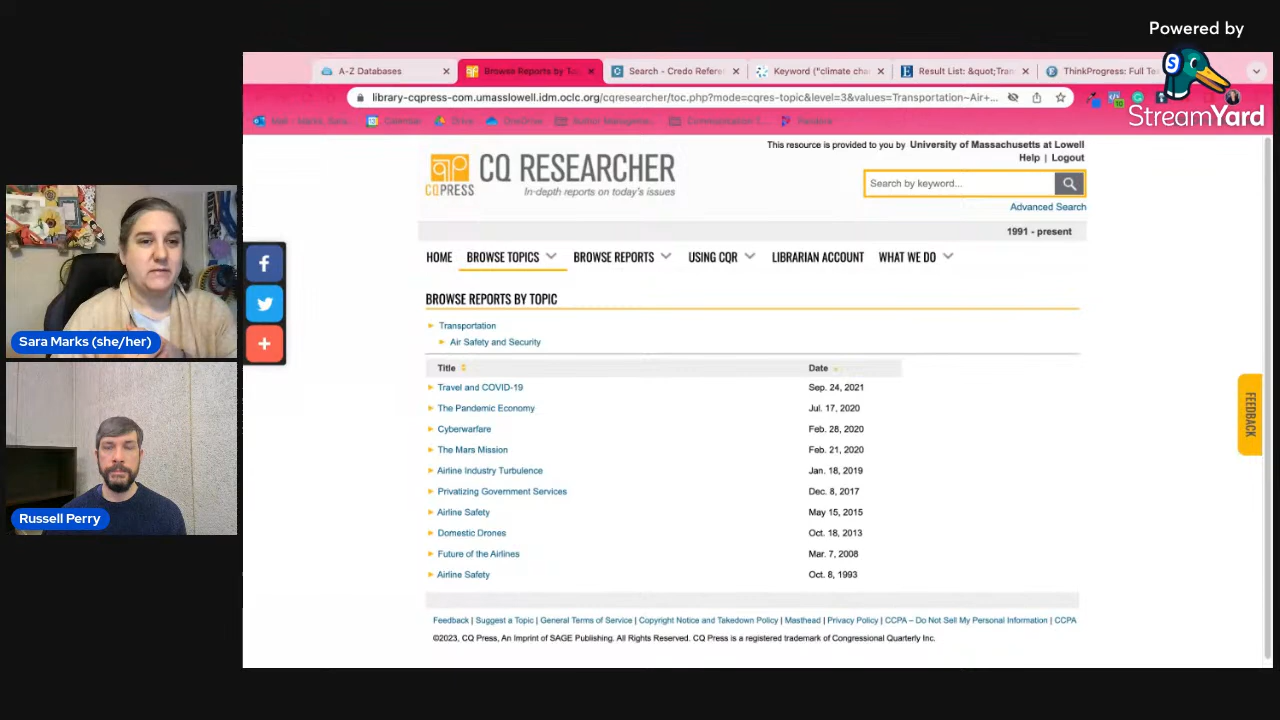 Powered by
StreamYard
A-Z Databases
Browse Reports by To
Search - Credo Refere
Keyword ("climate cha
Result List: &quot;Tran
ThinkProgress: Full Te
library-cqpress-com.umasslowell.idm.oclc.org/cqresearcher/toc.php?mode=cqres-topic&level=3&values=Transportation~Air+...
Calendar
Drive
OneDrive
This resource is provided to you by University of Massachusetts at Lowell
Help | Logout
CQPRESS
CQ RESEARCHER
In-depth reports on today's issues
Search by keyword...
Advanced Search
1991 - present
HOME BROWSE TOPICS BROWSE REPORTS USING CQR LIBRARIAN ACCOUNT WHAT WE DO
BROWSE REPORTS BY TOPIC
Transportation
Air Safety and Security
Title Date
Travel and COVID-19 Sep. 24, 2021
The Pandemic Economy Jul. 17, 2020
Cyberwarfare Feb. 28, 2020
The Mars Mission Feb. 21, 2020
Airline Industry Turbulence Jan. 18, 2019
Privatizing Government Services Dec. 8, 2017
Airline Safety May 15, 2015
Domestic Drones Oct. 18, 2013
Future of the Airlines Mar. 7, 2008
Airline Safety Oct. 8, 1993
Feedback | Suggest a Topic | General Terms of Service | Copyright Notice and Takedown Policy | Masthead | Privacy Policy | CCPA – Do Not Sell My Personal Information | CCPA
©2023, CQ Press, An Imprint of SAGE Publishing. All Rights Reserved. CQ Press is a registered trademark of Congressional Quarterly Inc.
FEEDBACK
Sara Marks (she/her)
Russell Perry